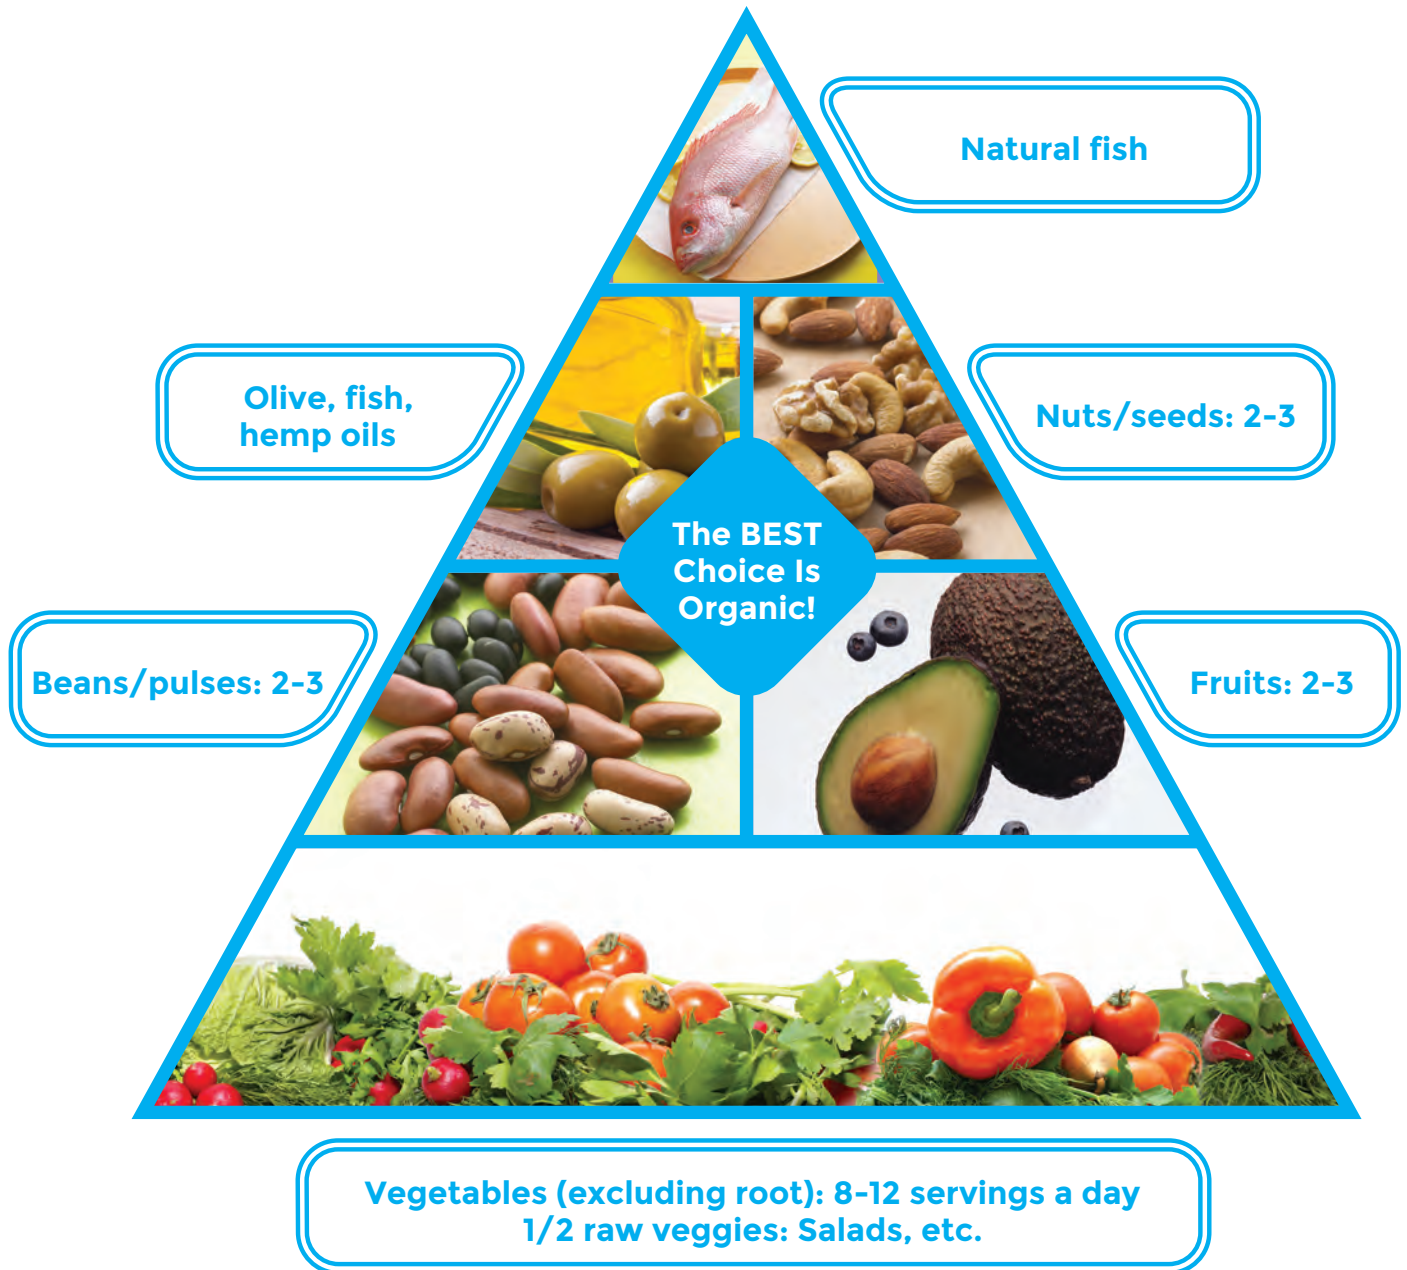 Natural fish
Olive, fish,
hemp oils
Nuts/seeds: 2-3
The BEST
Choice Is
Organic!
Beans/pulses: 2-3
Fruits: 2-3
Vegetables (excluding root): 8-12 servings a day
1/2 raw veggies: Salads, etc.